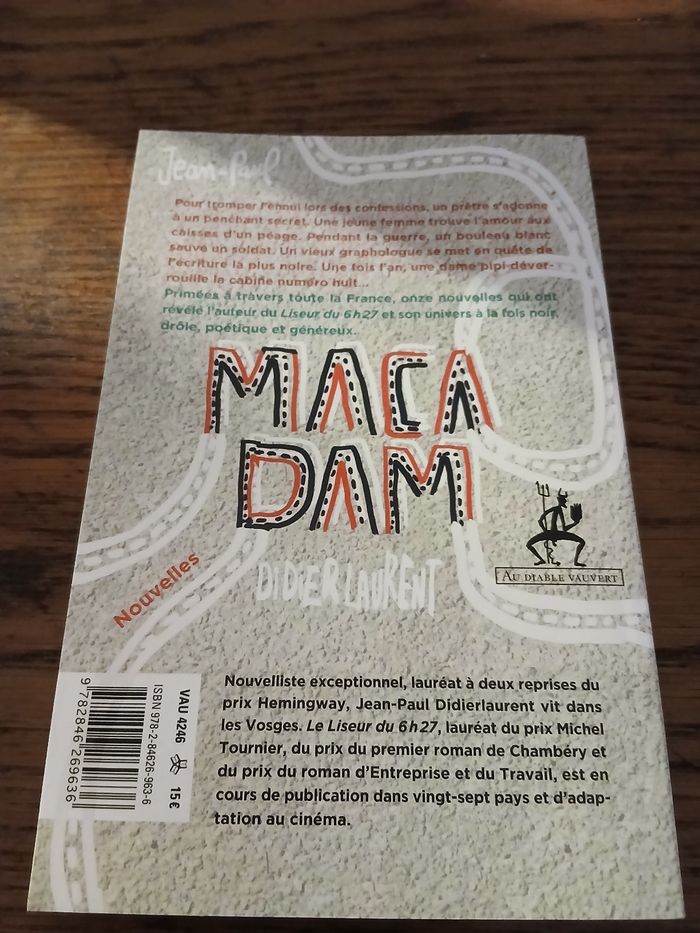 Jean-Paul
Pour tromper l'ennui lors des confessions, un prêtre s'adonne
à un penchant secret. Une jeune femme trouve l'amour aux
caisses d'un péage. Pendant la guerre, un bouleau blanc
sauve un soldat. Un vieux graphologue se met en quête de
l'écriture la plus noire. Une fois l'an, une dame pipi déver-
rouille la cabine numéro huit...
Primées à travers toute la France, onze nouvelles qui ont
révélé l'auteur du Liseur du 6h27 et son univers à la fois noir,
drôle, poétique et généreux.
MACA
DAM
DIDIERLAURENT
Nouvelles
AU DIABLE VAUVERT
Nouvelliste exceptionnel, lauréat à deux reprises du
prix Hemingway, Jean-Paul Didierlaurent vit dans
les Vosges. Le Liseur du 6h27, lauréat du prix Michel
Tournier, du prix du premier roman de Chambéry et
du prix du roman d'Entreprise et du Travail, est en
cours de publication dans vingt-sept pays et d'adap-
tation au cinéma.
VAU 4246 15 €
ISBN 978-2-84626-963-6
9 782846 269636